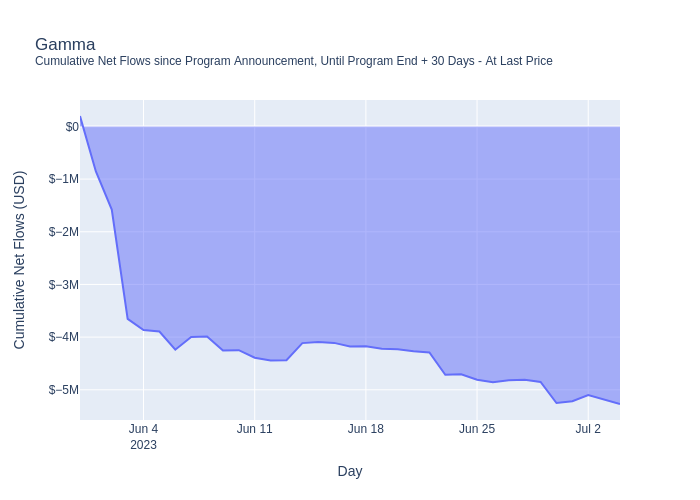 Gamma
Cumulative Net Flows since Program Announcement, Until Program End + 30 Days - At Last Price
Cumulative Net Flows (USD)
$0
$−1M
$−2M
$−3M
$−4M
$−5M
Jun 4
2023
Jun 11
Jun 18
Jun 25
Jul 2
Day